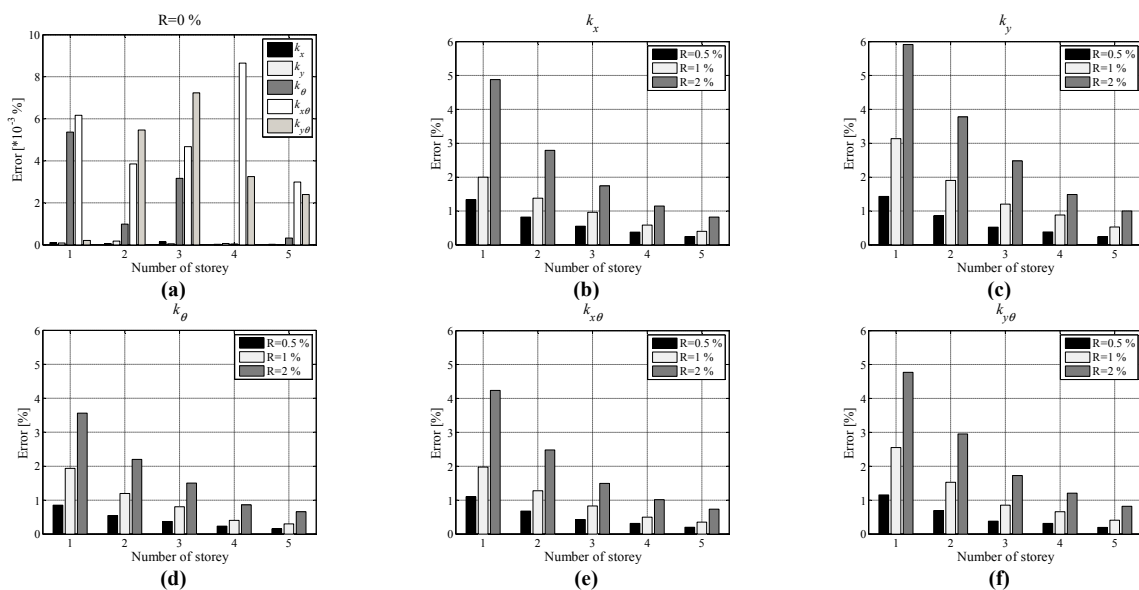 R=0 %
10
8
6
4
2
0
Error [*10⁻³ %]
k_x
k_y
k_θ
k_xθ
k_yθ
1 2 3 4 5
Number of storey
(a)
k_x
6
5
4
3
2
1
0
Error [%]
R=0.5 %
R=1 %
R=2 %
1 2 3 4 5
Number of storey
(b)
k_y
6
5
4
3
2
1
0
Error [%]
R=0.5 %
R=1 %
R=2 %
1 2 3 4 5
Number of storey
(c)
k_θ
6
5
4
3
2
1
0
Error [%]
R=0.5 %
R=1 %
R=2 %
1 2 3 4 5
Number of storey
(d)
k_xθ
6
5
4
3
2
1
0
Error [%]
R=0.5 %
R=1 %
R=2 %
1 2 3 4 5
Number of storey
(e)
k_yθ
6
5
4
3
2
1
0
Error [%]
R=0.5 %
R=1 %
R=2 %
1 2 3 4 5
Number of storey
(f)